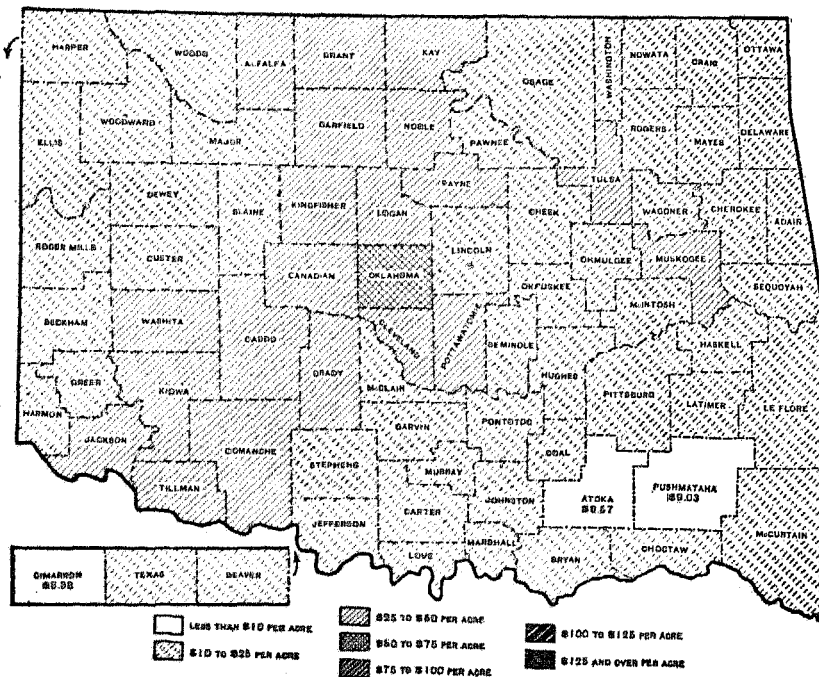 HARPER
WOODS
ALFALFA
GRANT
KAY
OSAGE
WASHINGTON
NOWATA
CRAIG
OTTAWA
ELLIS
WOODWARD
MAJOR
GARFIELD
NOBLE
PAWNEE
ROGERS
MAYES
DELAWARE
DEWEY
BLAINE
KINGFISHER
LOGAN
PAYNE
CREEK
TULSA
WAGONER
CHEROKEE
ADAIR
ROGER MILLS
CUSTER
CANADIAN
OKLAHOMA
LINCOLN
OKMULGEE
MUSKOGEE
OKFUSKEE
McINTOSH
SEQUOYAH
BECKHAM
WASHITA
CADDO
CLEVELAND
POTTAWATOMIE
SEMINOLE
HASKELL
GREER
KIOWA
GRADY
McCLAIN
HUGHES
PITTSBURG
LATIMER
LE FLORE
HARMON
JACKSON
COMANCHE
GARVIN
PONTOTOC
COAL
TILLMAN
STEPHENS
MURRAY
JOHNSTON
ATOKA
PUSHMATAHA
$9.03
JEFFERSON
CARTER
McCURTAIN
LOVE
MARSHALL
BRYAN
CHOCTAW
CIMARRON
TEXAS
BEAVER
LESS THAN $10 PER ACRE
$10 TO $25 PER ACRE
$25 TO $50 PER ACRE
$50 TO $75 PER ACRE
$75 TO $100 PER ACRE
$100 TO $125 PER ACRE
$125 AND OVER PER ACRE